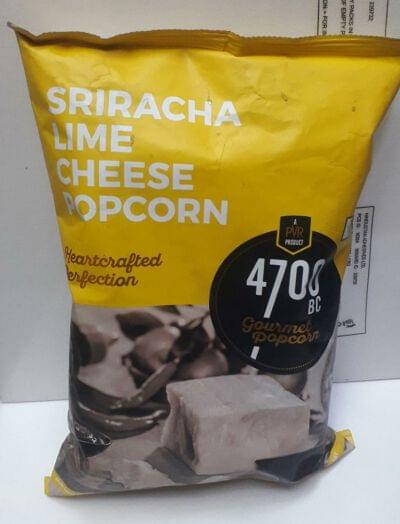 SRIRACHA
LIME
CHEESE
POPCORN
Heartcrafted
Perfection
A
PVR
PRODUCT
4700
BC
Gourmet
Popcorn